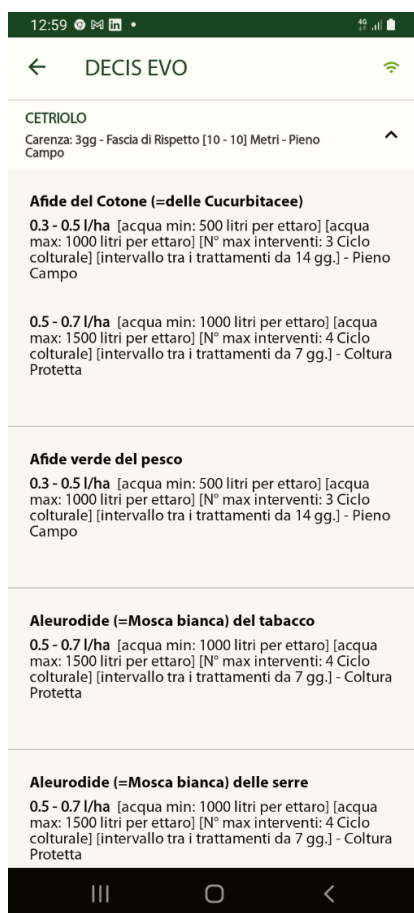 12:59
4G
DECIS EVO
CETRIOLO
Carenza: 3gg - Fascia di Rispetto [10 - 10] Metri - Pieno
Campo
Afide del Cotone (=delle Cucurbitacee)
0.3 - 0.5 l/ha [acqua min: 500 litri per ettaro] [acqua
max: 1000 litri per ettaro] [N° max interventi: 3 Ciclo
colturale] [intervallo tra i trattamenti da 14 gg.] - Pieno
Campo
0.5 - 0.7 l/ha [acqua min: 1000 litri per ettaro] [acqua
max: 1500 litri per ettaro] [N° max interventi: 4 Ciclo
colturale] [intervallo tra i trattamenti da 7 gg.] - Coltura
Protetta
Afide verde del pesco
0.3 - 0.5 l/ha [acqua min: 500 litri per ettaro] [acqua
max: 1000 litri per ettaro] [N° max interventi: 3 Ciclo
colturale] [intervallo tra i trattamenti da 14 gg.] - Pieno
Campo
Aleurodide (=Mosca bianca) del tabacco
0.5 - 0.7 l/ha [acqua min: 1000 litri per ettaro] [acqua
max: 1500 litri per ettaro] [N° max interventi: 4 Ciclo
colturale] [intervallo tra i trattamenti da 7 gg.] - Coltura
Protetta
Aleurodide (=Mosca bianca) delle serre
0.5 - 0.7 l/ha [acqua min: 1000 litri per ettaro] [acqua
max: 1500 litri per ettaro] [N° max interventi: 4 Ciclo
colturale] [intervallo tra i trattamenti da 7 gg.] - Coltura
Protetta